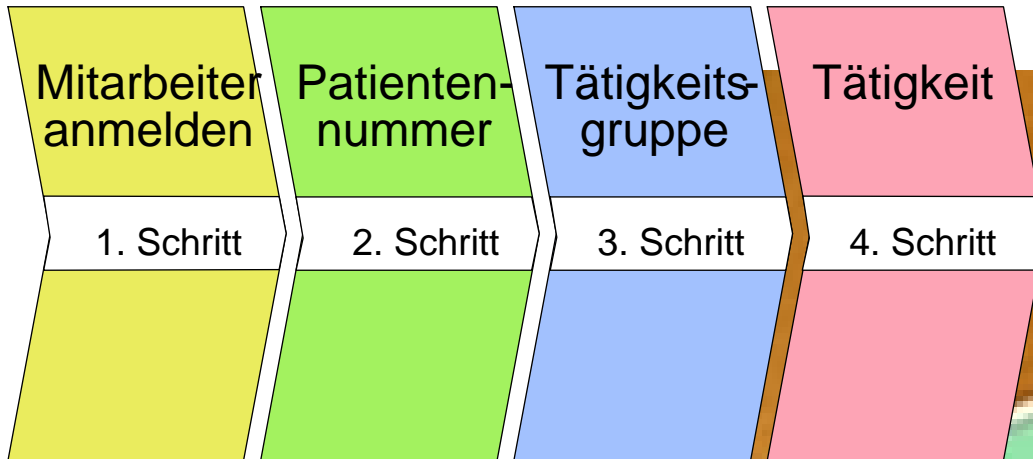 Mitarbeiter
anmelden
1. Schritt
Patienten-
nummer
2. Schritt
Tätigkeits-
gruppe
3. Schritt
Tätigkeit
4. Schritt